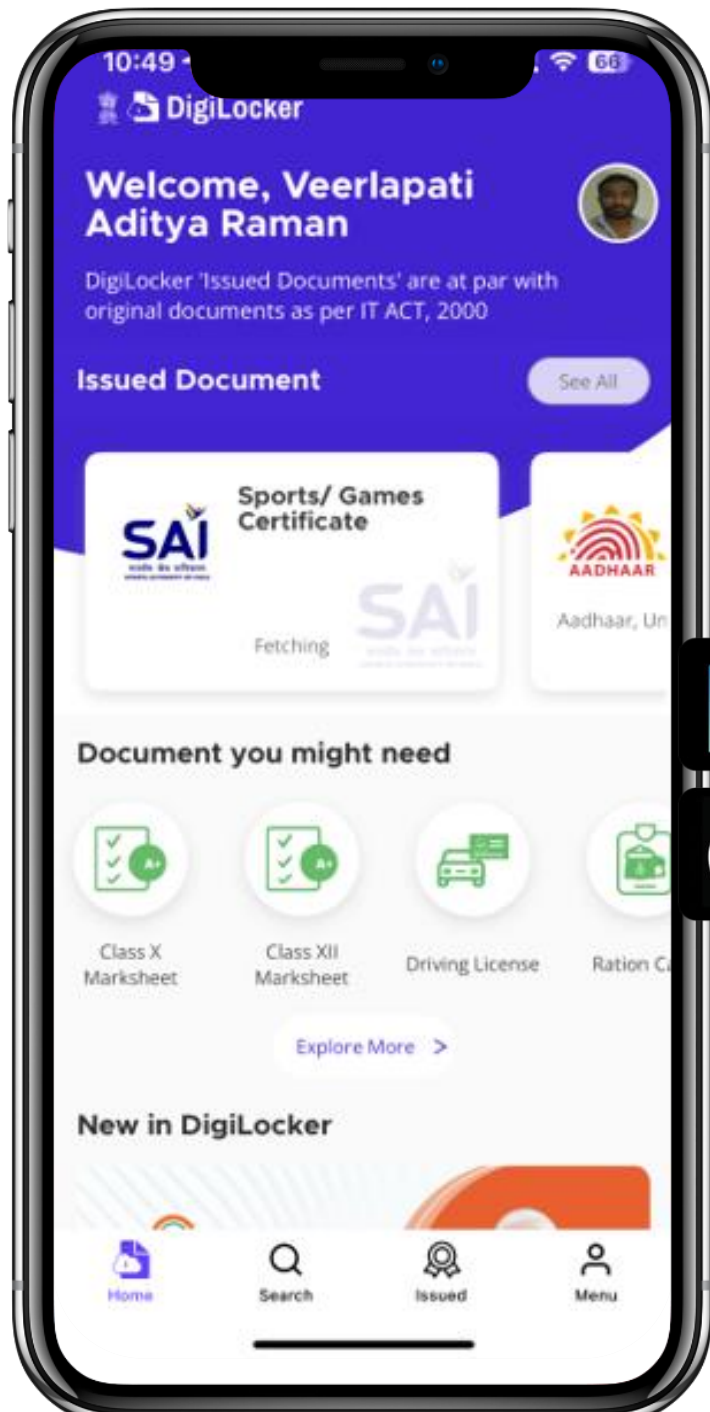 10:49
66
DigiLocker
Welcome, Veerlapati
Aditya Raman
DigiLocker 'Issued Documents' are at par with
original documents as per IT ACT, 2000
Issued Document
See All
Sports/ Games
Certificate
SAI
Fetching
SAI
AADHAAR
Aadhaar, Un
Document you might need
A+
A+
Class X
Marksheet
Class XII
Marksheet
Driving License
Ration Ca
Explore More >
New in DigiLocker
Home
Search
Issued
Menu